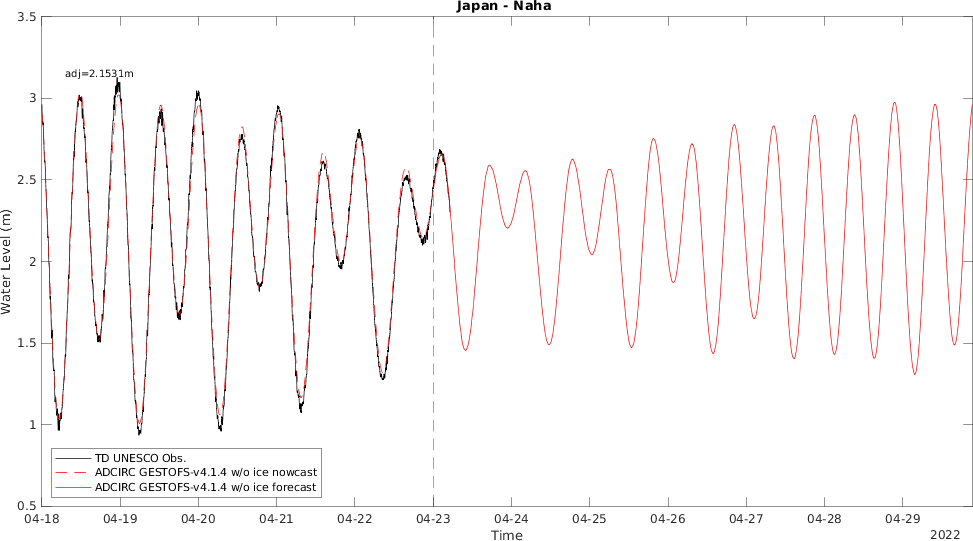 Japan - Naha
adj=2.1531m
3.5
3
2.5
2
1.5
1
0.5
Water Level (m)
TD UNESCO Obs.
ADCIRC GESTOFS-v4.1.4 w/o ice nowcast
ADCIRC GESTOFS-v4.1.4 w/o ice forecast
04-18 04-19 04-20 04-21 04-22 04-23 04-24 04-25 04-26 04-27 04-28 04-29
Time
2022